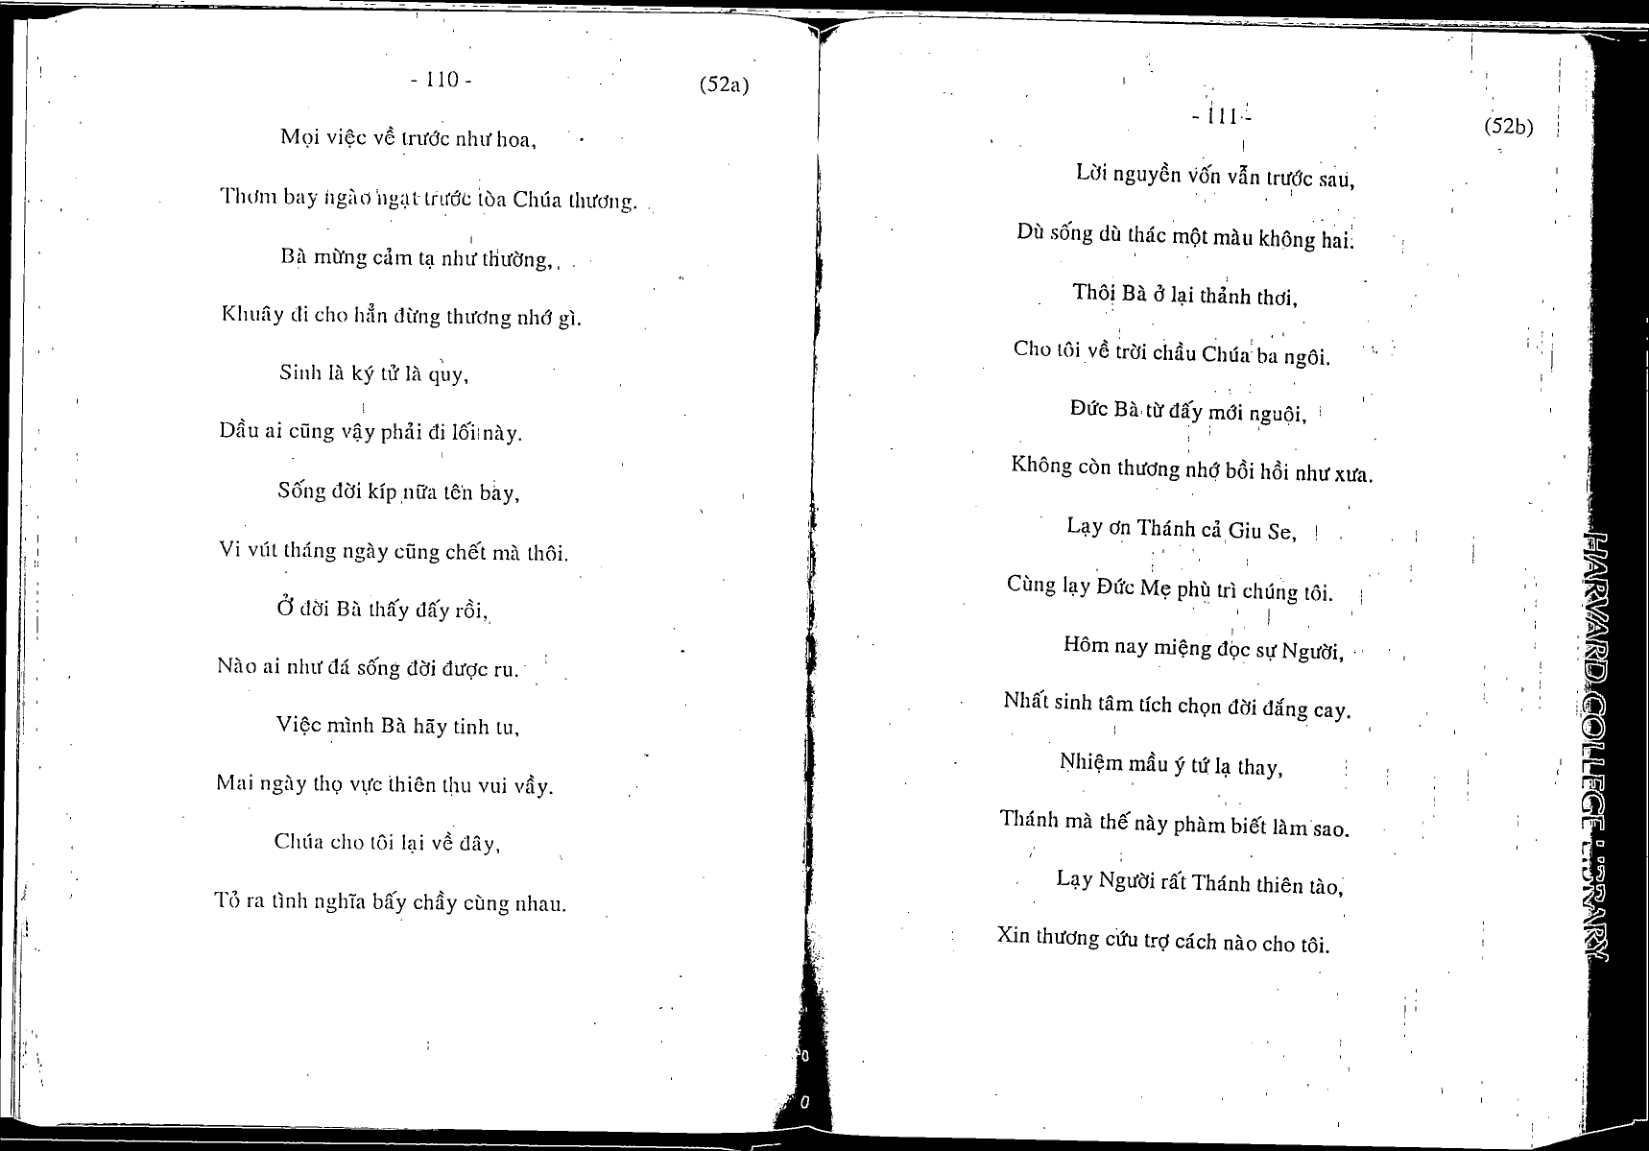 - 110 -
(52a)
Mọi việc về trước như hoa,
Thơm bay ngào ngạt trước tòa Chúa thương.
Bà mừng cảm tạ như thường,
Khuây đi cho hẳn đừng thương nhớ gì.
Sinh là ký tử là quy,
Dầu ai cũng vậy phải đi lối này.
Sống đời kíp nữa tên bay,
Vi vút tháng ngày cũng chết mà thôi.
Ở đời Bà thấy đấy rồi,
Nào ai như đá sống đời được ru.
Việc mình Bà hãy tinh tu,
Mai ngày thọ vực thiên thu vui vầy.
Chúa cho tôi lại về đây,
Tỏ ra tình nghĩa bấy chầy cùng nhau.
- 111 -
(52b)
Lời nguyền vốn vẫn trước sau,
Dù sống dù thác một màu không hai.
Thôi Bà ở lại thảnh thơi,
Cho tôi về trời chầu Chúa ba ngôi.
Đức Bà từ đấy mới nguội,
Không còn thương nhớ bồi hồi như xưa.
Lạy ơn Thánh cả Giu Se,
Cùng lạy Đức Mẹ phù trì chúng tôi.
Hôm nay miệng đọc sự Người,
Nhất sinh tâm tích chọn đời đắng cay.
Nhiệm mầu ý tứ lạ thay,
Thánh mà thế này phàm biết làm sao.
Lạy Người rất Thánh thiên tào,
Xin thương cứu trợ cách nào cho tôi.
HARVARD COLLEGE LIBRARY